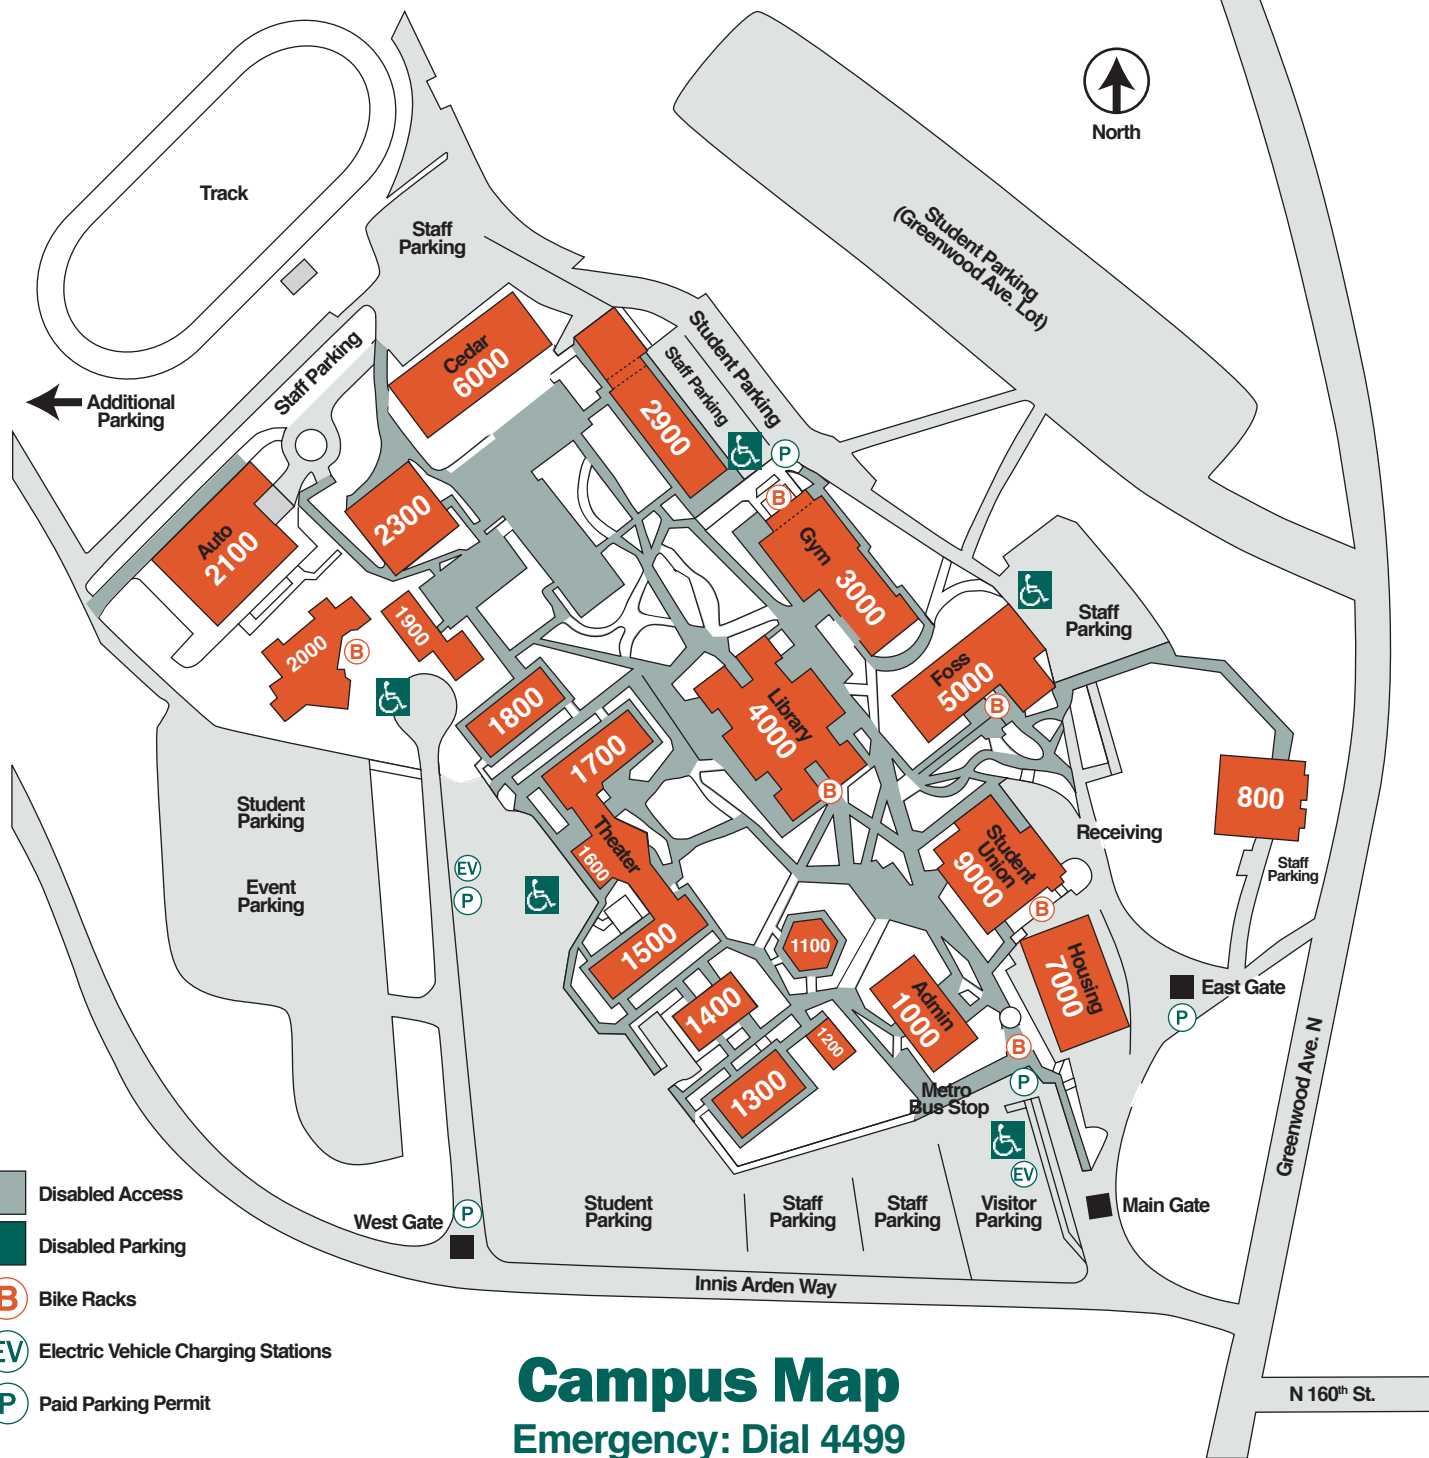 North
Track
Staff
Parking
Student Parking
(Greenwood Ave. Lot)
Additional
Parking
Staff Parking
Cedar
6000
2900
Staff Parking
Student Parking
P
B
Auto
2100
2300
Gym
3000
2000
B
1900
1800
1700
Theater
1600
1500
Library
4000
B
Foss
5000
B
Staff
Parking
800
Staff
Parking
Receiving
Student
Union
9000
B
Housing
7000
Student
Parking
Event
Parking
EV
P
1100
1400
1200
1300
Admin
1000
B
P
Metro
Bus Stop
EV
East Gate
P
Greenwood Ave. N
Main Gate
West Gate
P
Student
Parking
Staff
Parking
Staff
Parking
Visitor
Parking
Innis Arden Way
N 160th St.
Disabled Access
Disabled Parking
B
Bike Racks
EV
Electric Vehicle Charging Stations
P
Paid Parking Permit
Campus Map
Emergency: Dial 4499